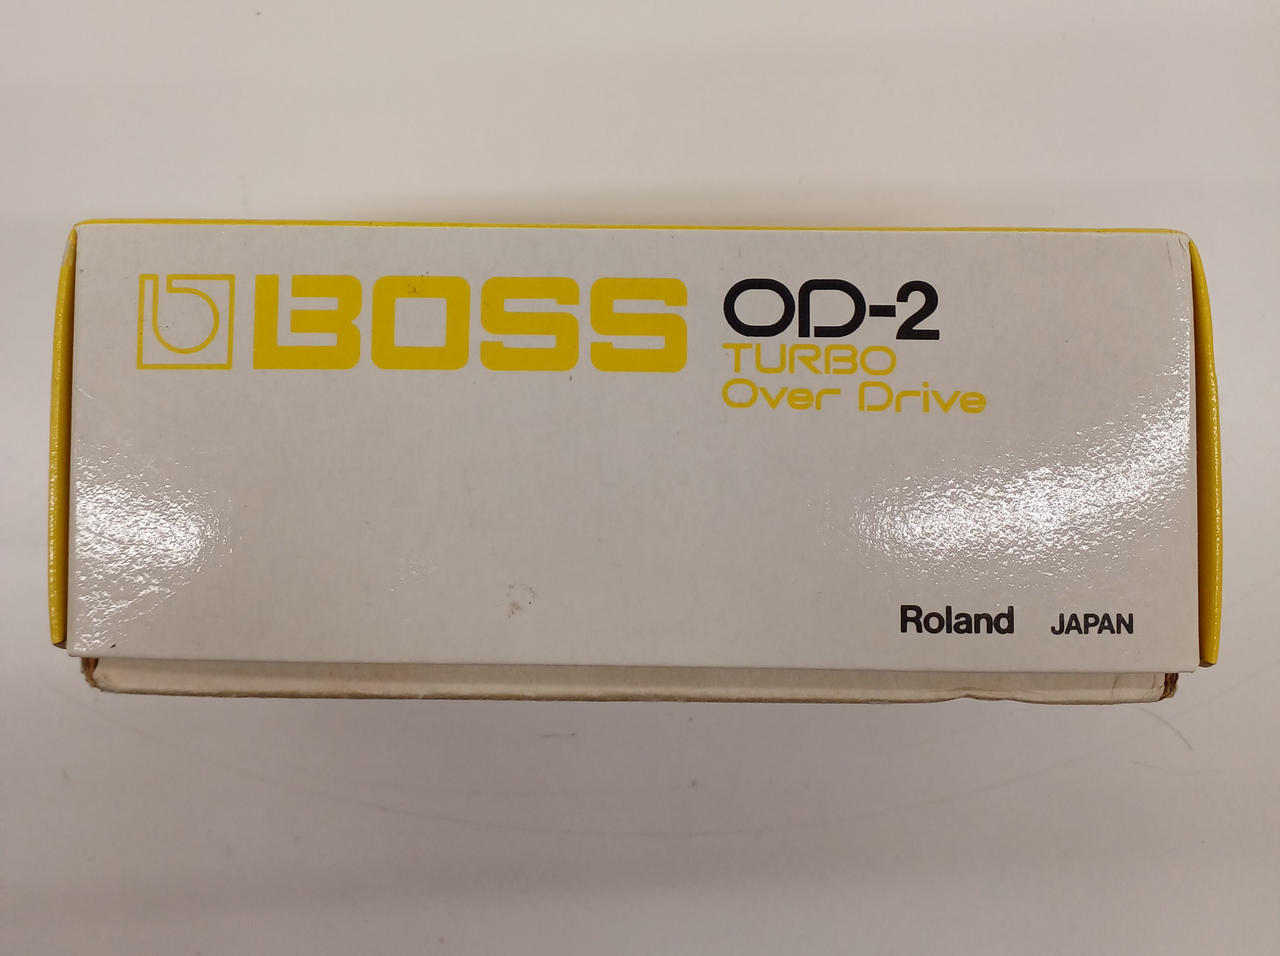 BOSS OD-2
TURBO
Over Drive
Roland JAPAN